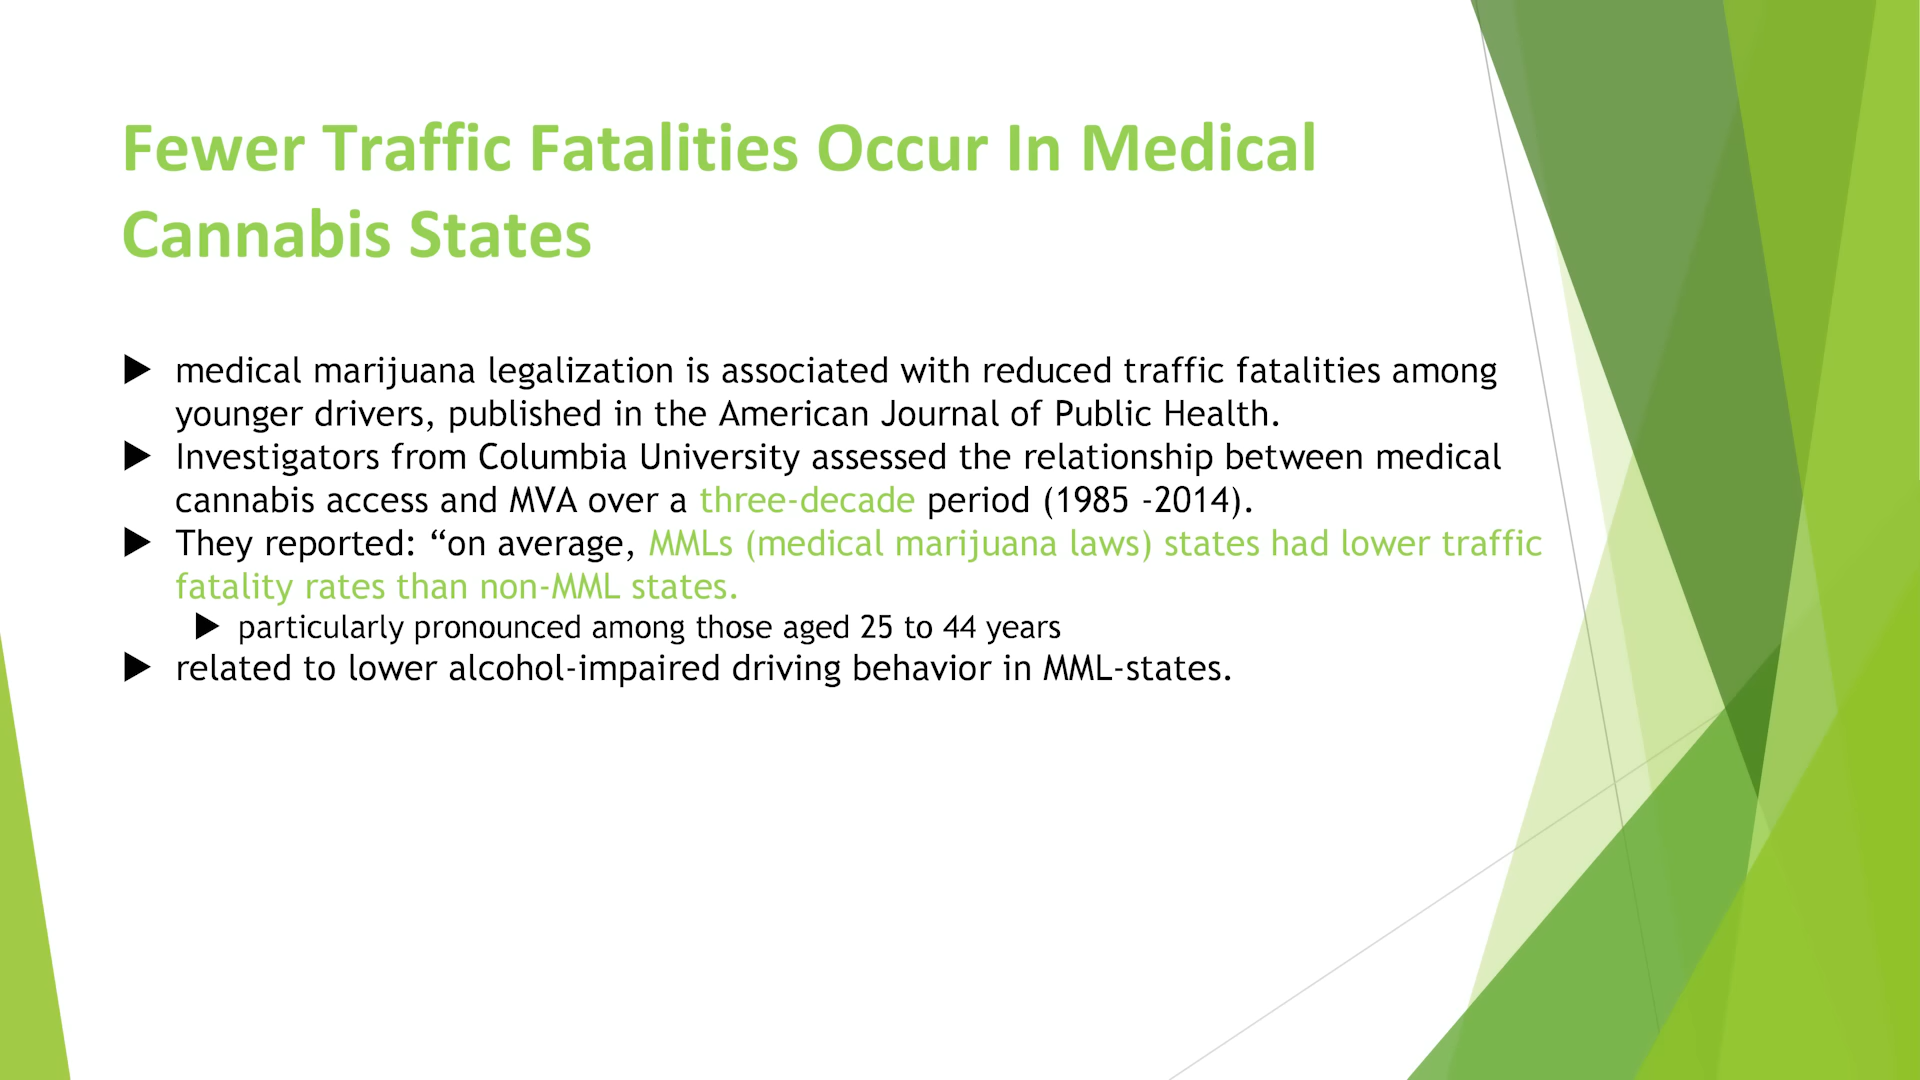 Fewer Traffic Fatalities Occur In Medical
Cannabis States
▶ medical marijuana legalization is associated with reduced traffic fatalities among
younger drivers, published in the American Journal of Public Health.
▶ Investigators from Columbia University assessed the relationship between medical
cannabis access and MVA over a three-decade period (1985 -2014).
▶ They reported: “on average, MMLs (medical marijuana laws) states had lower traffic
fatality rates than non-MML states.
▶ particularly pronounced among those aged 25 to 44 years
▶ related to lower alcohol-impaired driving behavior in MML-states.